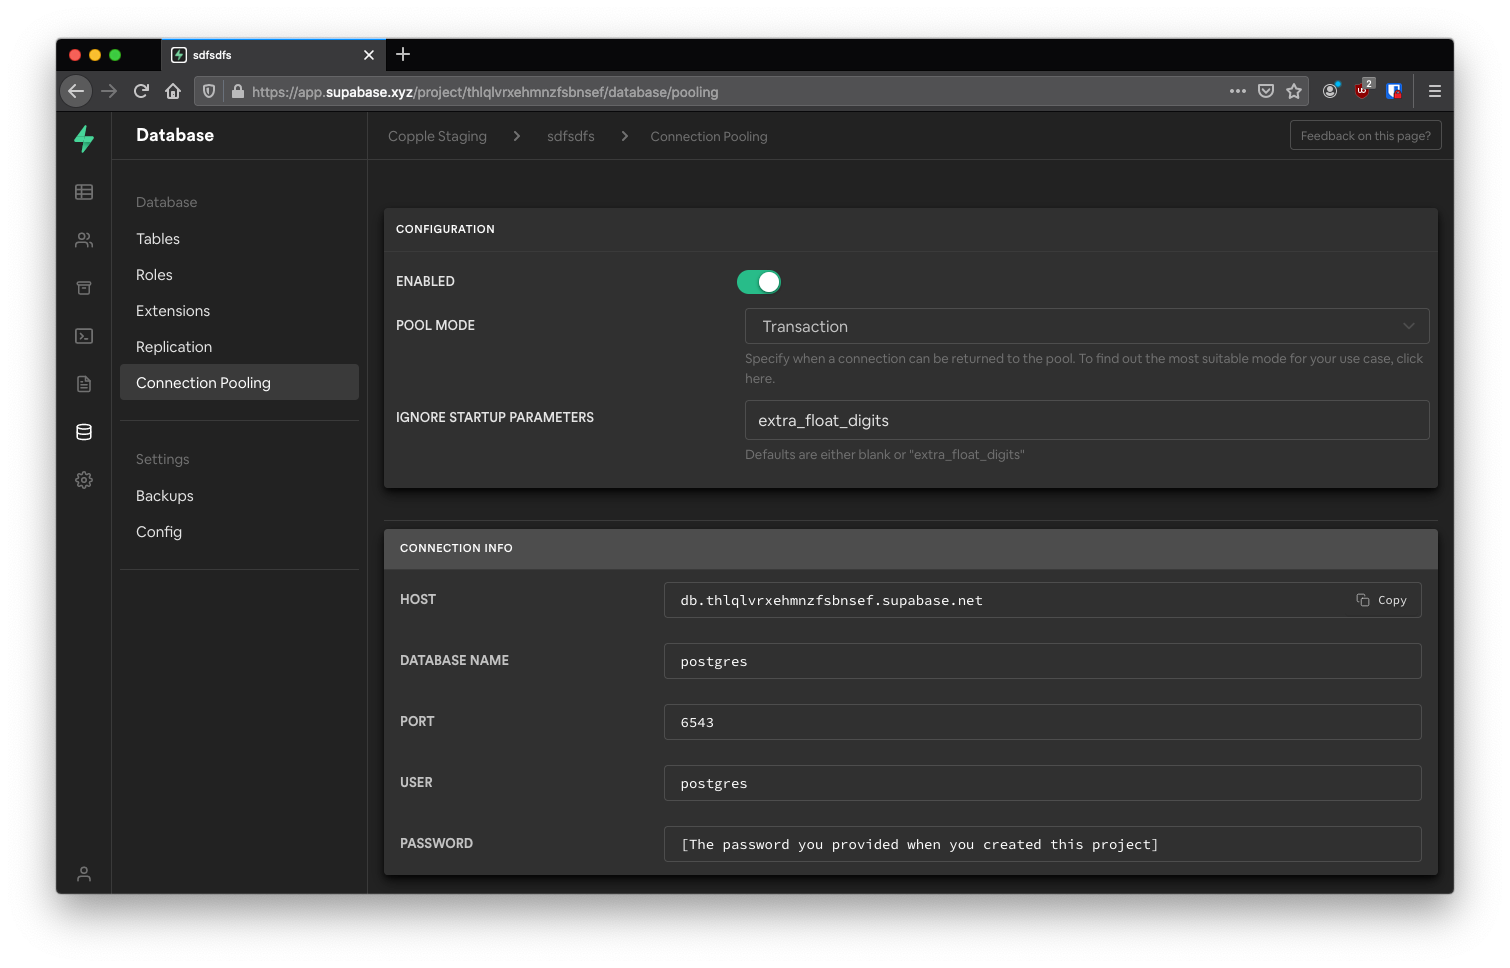 sdfsdfs
https://app.supabase.xyz/project/thlqlvrxehmnzfsbnsef/database/pooling
2
Database
Copple Staging > sdfsdfs > Connection Pooling
Feedback on this page?
Database
Tables
Roles
Extensions
Replication
Connection Pooling
Settings
Backups
Config
CONFIGURATION
ENABLED
POOL MODE
Transaction
Specify when a connection can be returned to the pool. To find out the most suitable mode for your use case, click
here.
IGNORE STARTUP PARAMETERS
extra_float_digits
Defaults are either blank or "extra_float_digits"
CONNECTION INFO
HOST
db.thlqlvrxehmnzfsbnsef.supabase.net
Copy
DATABASE NAME
postgres
PORT
6543
USER
postgres
PASSWORD
[The password you provided when you created this project]